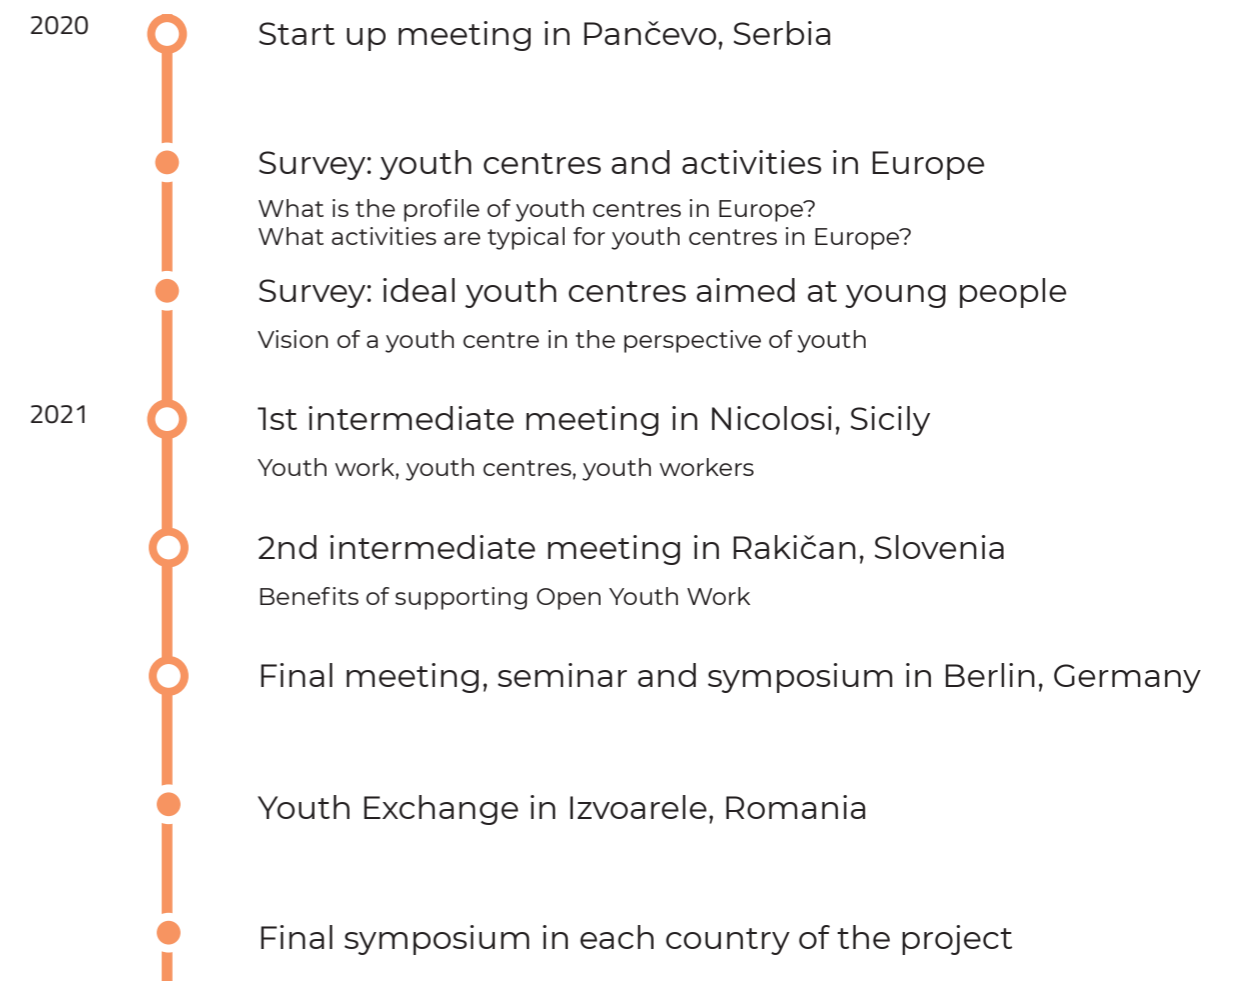 2020
Start up meeting in Pančevo, Serbia
Survey: youth centres and activities in Europe
What is the profile of youth centres in Europe?
What activities are typical for youth centres in Europe?
Survey: ideal youth centres aimed at young people
Vision of a youth centre in the perspective of youth
2021
1st intermediate meeting in Nicolosi, Sicily
Youth work, youth centres, youth workers
2nd intermediate meeting in Rakičan, Slovenia
Benefits of supporting Open Youth Work
Final meeting, seminar and symposium in Berlin, Germany
Youth Exchange in Izvoarele, Romania
Final symposium in each country of the project